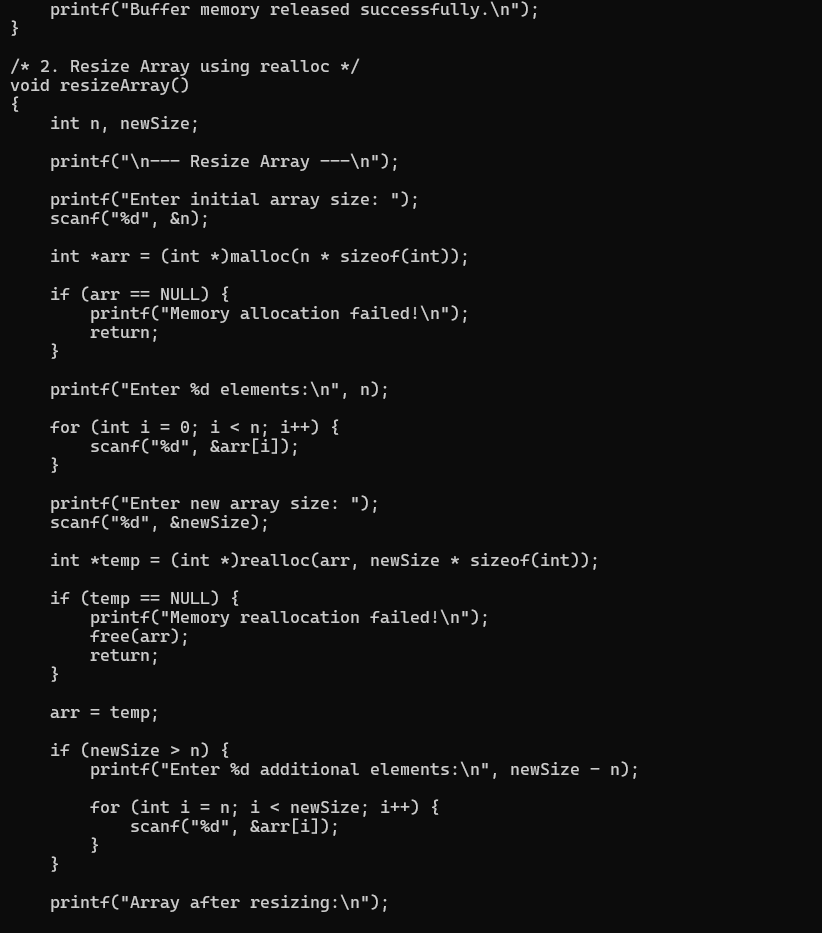 printf("Buffer memory released successfully.\n");
}

/* 2. Resize Array using realloc */
void resizeArray()
{
    int n, newSize;

    printf("\n--- Resize Array ---\n");

    printf("Enter initial array size: ");
    scanf("%d", &n);

    int *arr = (int *)malloc(n * sizeof(int));

    if (arr == NULL) {
        printf("Memory allocation failed!\n");
        return;
    }

    printf("Enter %d elements:\n", n);

    for (int i = 0; i < n; i++) {
        scanf("%d", &arr[i]);
    }

    printf("Enter new array size: ");
    scanf("%d", &newSize);

    int *temp = (int *)realloc(arr, newSize * sizeof(int));

    if (temp == NULL) {
        printf("Memory reallocation failed!\n");
        free(arr);
        return;
    }

    arr = temp;

    if (newSize > n) {
        printf("Enter %d additional elements:\n", newSize - n);

        for (int i = n; i < newSize; i++) {
            scanf("%d", &arr[i]);
        }
    }

    printf("Array after resizing:\n");